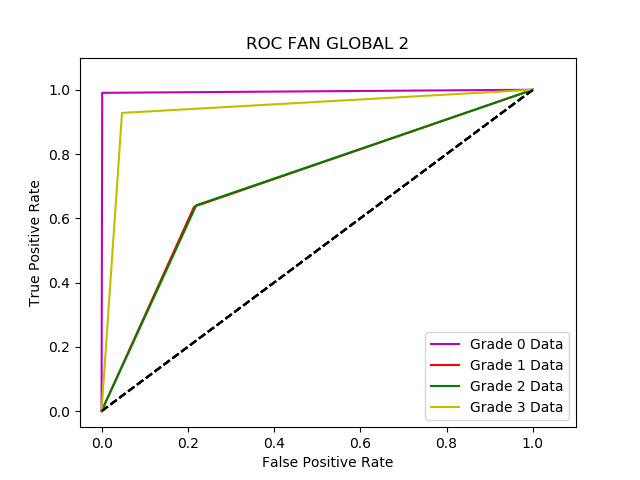 ROC FAN GLOBAL 2
True Positive Rate
1.0
0.8
0.6
0.4
0.2
0.0
0.0 0.2 0.4 0.6 0.8 1.0
False Positive Rate
Grade 0 Data
Grade 1 Data
Grade 2 Data
Grade 3 Data